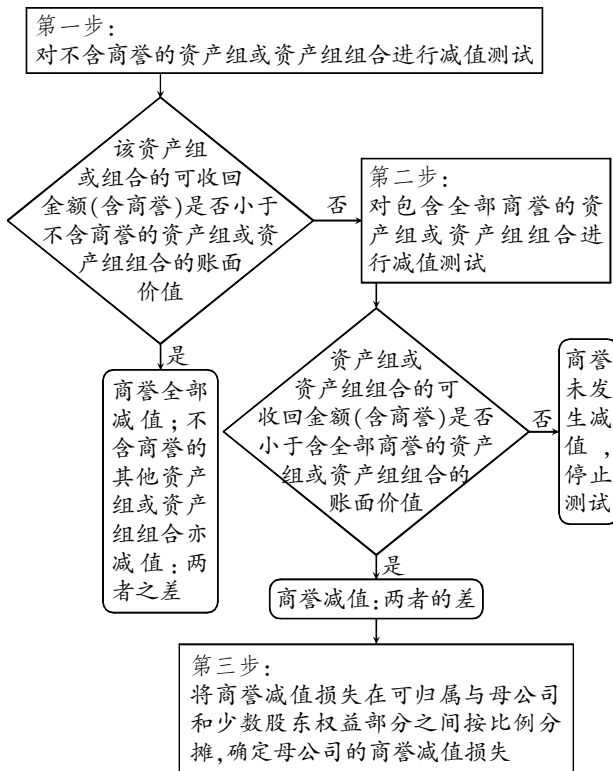 第一步:
对不含商誉的资产组或资产组组合进行减值测试
该资产组
或组合的可收回
金额(含商誉)是否小于
不含商誉的资产组或资
产组组合的账面
价值
否
第二步:
对包含全部商誉的资
产组或资产组组合进
行减值测试
是
商誉全部
减值;不
含商誉的
其他资产
组或资产
组组合亦
减值:两
者之差
资产组或
资产组组合的可
收回金额(含商誉)是否
小于含全部商誉的资产
组或资产组组合的
账面价值
否
商誉
未发
生减
值,
停止
测试
是
商誉减值:两者的差
第三步:
将商誉减值损失在可归属与母公司
和少数股东权益部分之间按比例分
摊,确定母公司的商誉减值损失